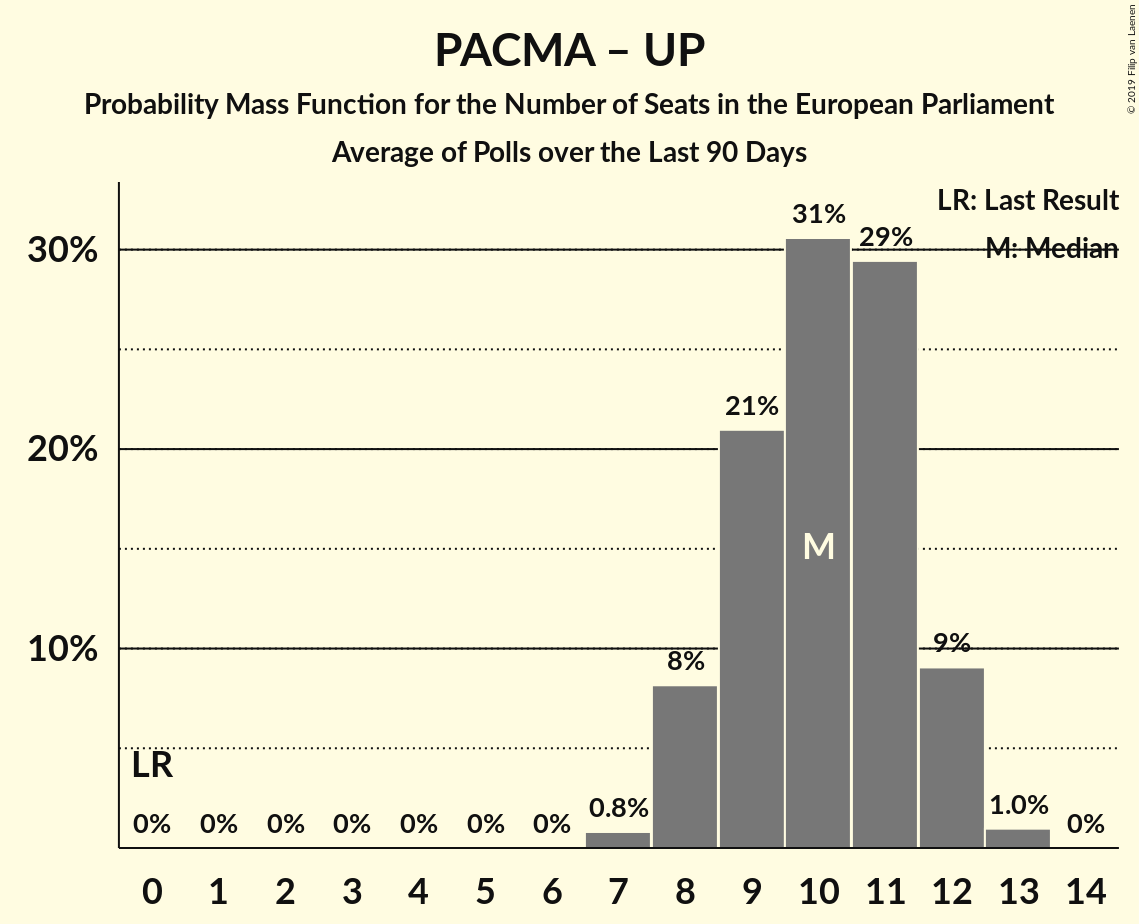 PACMA – UP
Probability Mass Function for the Number of Seats in the European Parliament
Average of Polls over the Last 90 Days
© 2019 Filip van Laenen
LR: Last Result
M: Median
30%
20%
10%
31%
29%
21%
M
8%
9%
LR
0%
0%
0%
0%
0%
0%
0%
0.8%
1.0%
0%
0 1 2 3 4 5 6 7 8 9 10 11 12 13 14